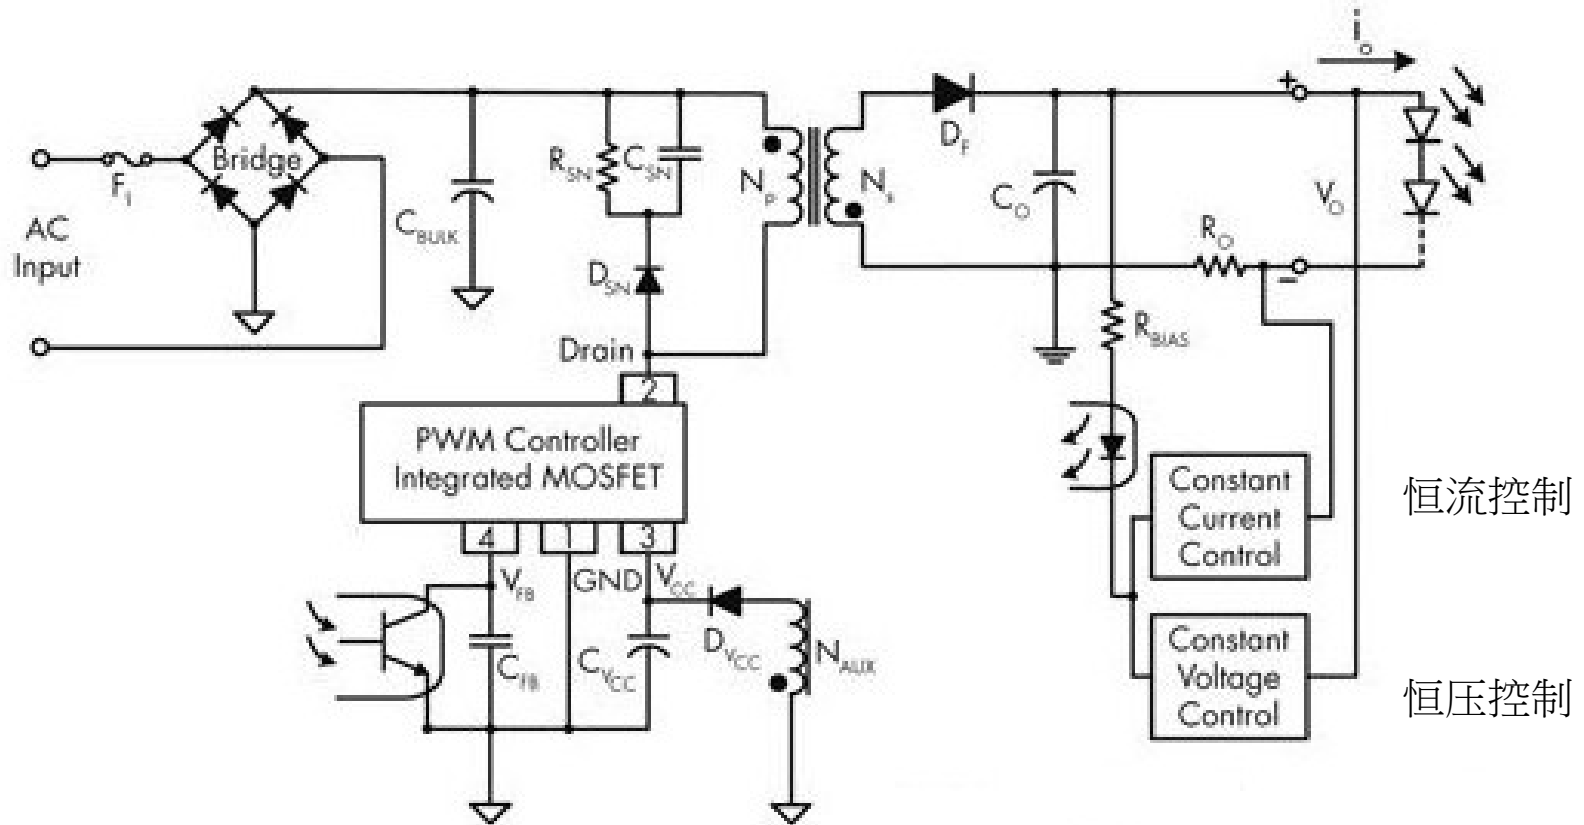 i_o
+
D_F
Bridge
F_1
R_SN
C_SN
N_P
N_s
C_O
V_O
C_BULK
AC
Input
R_O
−
D_SN
R_BIAS
Drain
2
PWM Controller
Integrated MOSFET
4
1
3
Constant
Current
Control
恒流控制
V_FB
GND
V_CC
C_FB
C_VCC
D_VCC
N_AUX
Constant
Voltage
Control
恒压控制